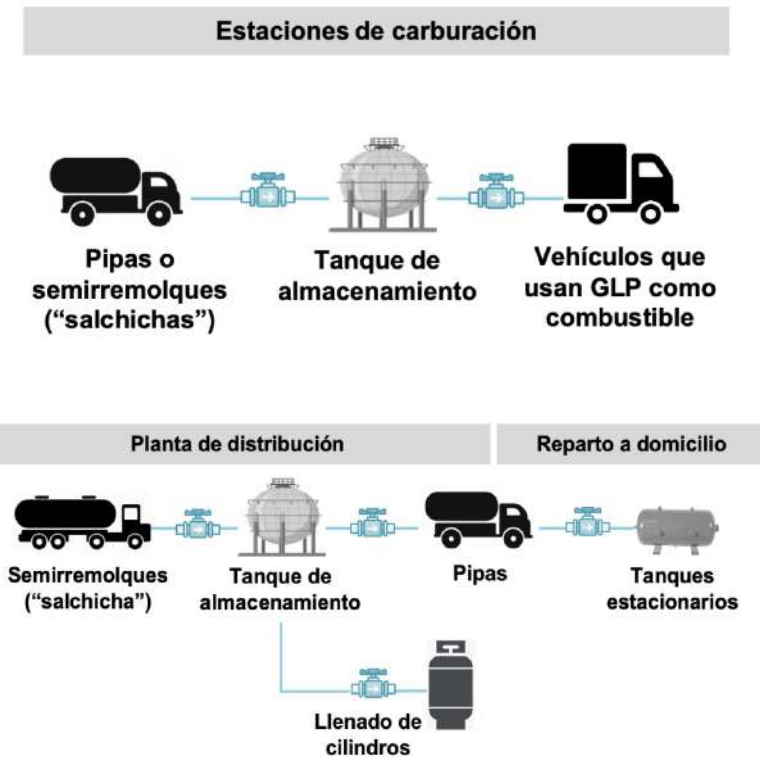 Estaciones de carburación
Pipas o
semirremolques
(“salchichas”)
Tanque de
almacenamiento
Vehículos que
usan GLP como
combustible
Planta de distribución
Reparto a domicilio
Semirremolques
(“salchicha”)
Tanque de
almacenamiento
Pipas
Tanques
estacionarios
Llenado de
cilindros